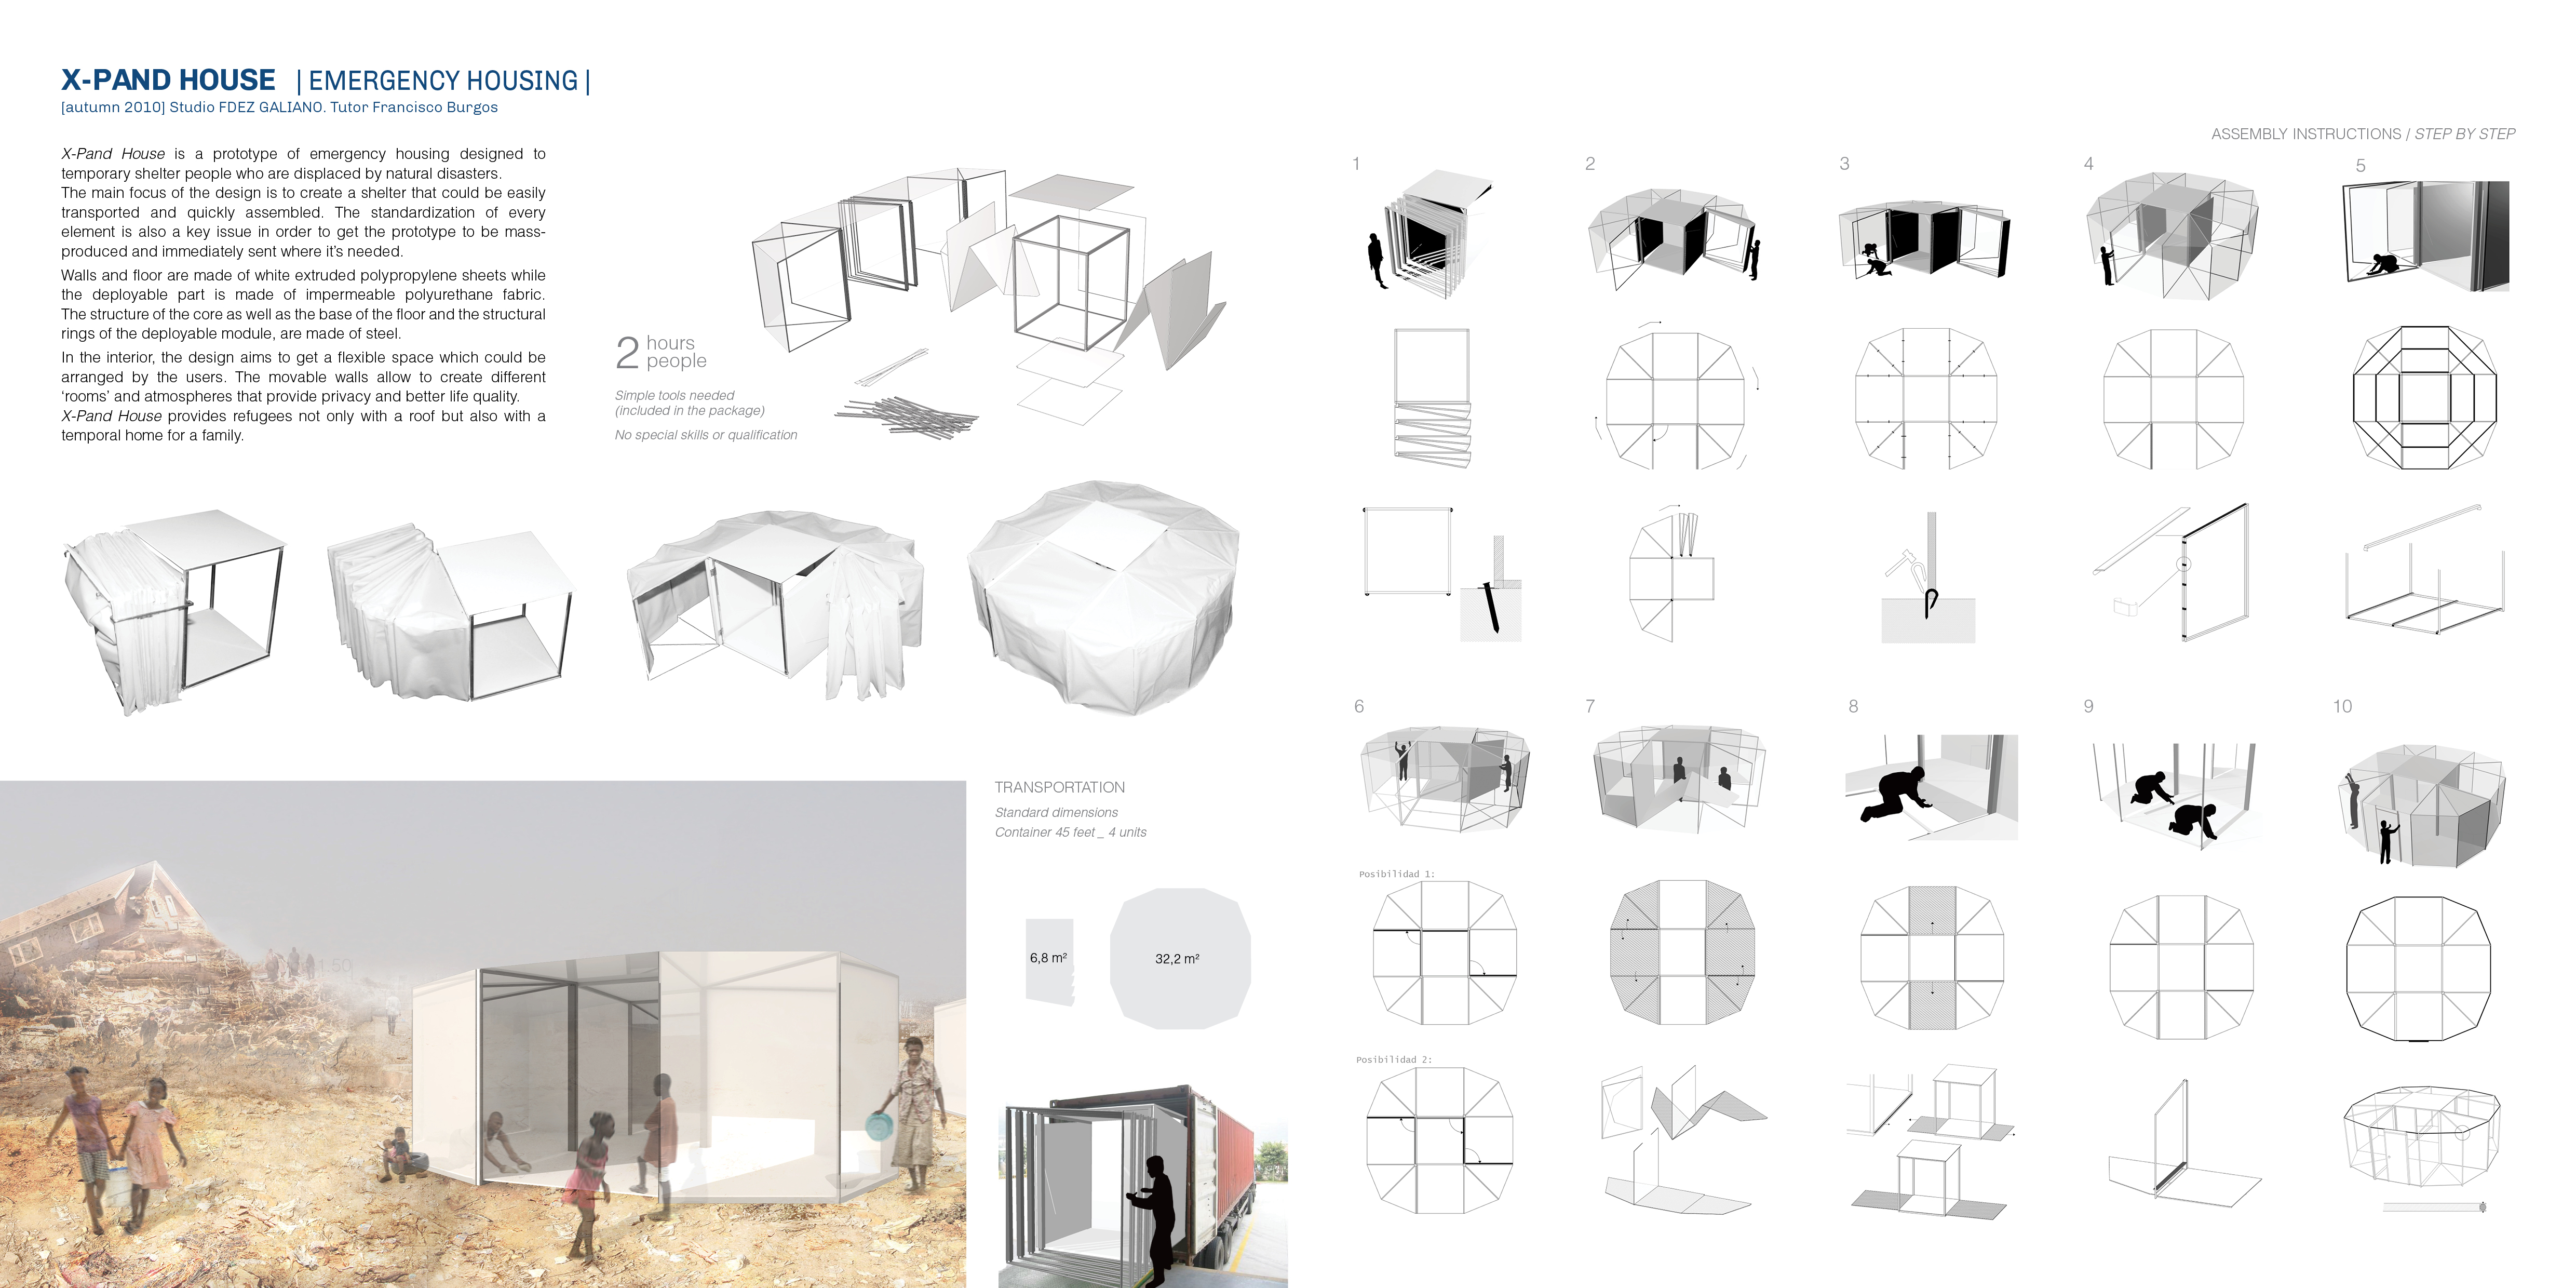 X-PAND HOUSE | EMERGENCY HOUSING |
[autumn 2010] Studio FDEZ GALIANO. Tutor Francisco Burgos
X-Pand House is a prototype of emergency housing designed to
temporary shelter people who are displaced by natural disasters.
The main focus of the design is to create a shelter that could be easily
transported and quickly assembled. The standardization of every
element is also a key issue in order to get the prototype to be mass-
produced and immediately sent where it's needed.
Walls and floor are made of white extruded polypropylene sheets while
the deployable part is made of impermeable polyurethane fabric.
The structure of the core as well as the base of the floor and the structural
rings of the deployable module, are made of steel.
In the interior, the design aims to get a flexible space which could be
arranged by the users. The movable walls allow to create different
'rooms' and atmospheres that provide privacy and better life quality.
X-Pand House provides refugees not only with a roof but also with a
temporal home for a family.
2 hours
people
Simple tools needed
(included in the package)
No special skills or qualification
1:50
TRANSPORTATION
Standard dimensions
Container 45 feet _ 4 units
6,8 m²
32,2 m²
ASSEMBLY INSTRUCTIONS / STEP BY STEP
1
2
3
4
5
6
7
8
9
10
Posibilidad 1:
Posibilidad 2: